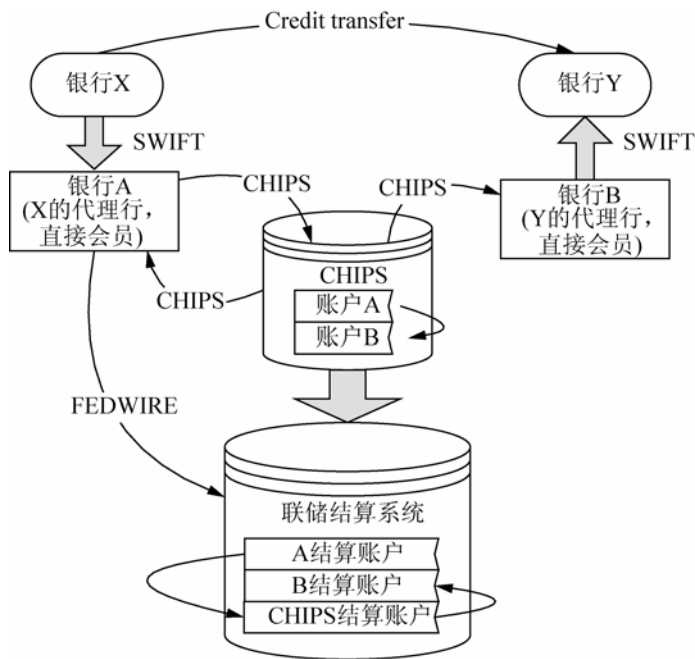 Credit transfer
银行X
银行Y
SWIFT
SWIFT
银行A
(X的代理行,
直接会员)
CHIPS
CHIPS
银行B
(Y的代理行,
直接会员)
CHIPS
CHIPS
账户A
账户B
FEDWIRE
联储结算系统
A结算账户
B结算账户
CHIPS结算账户